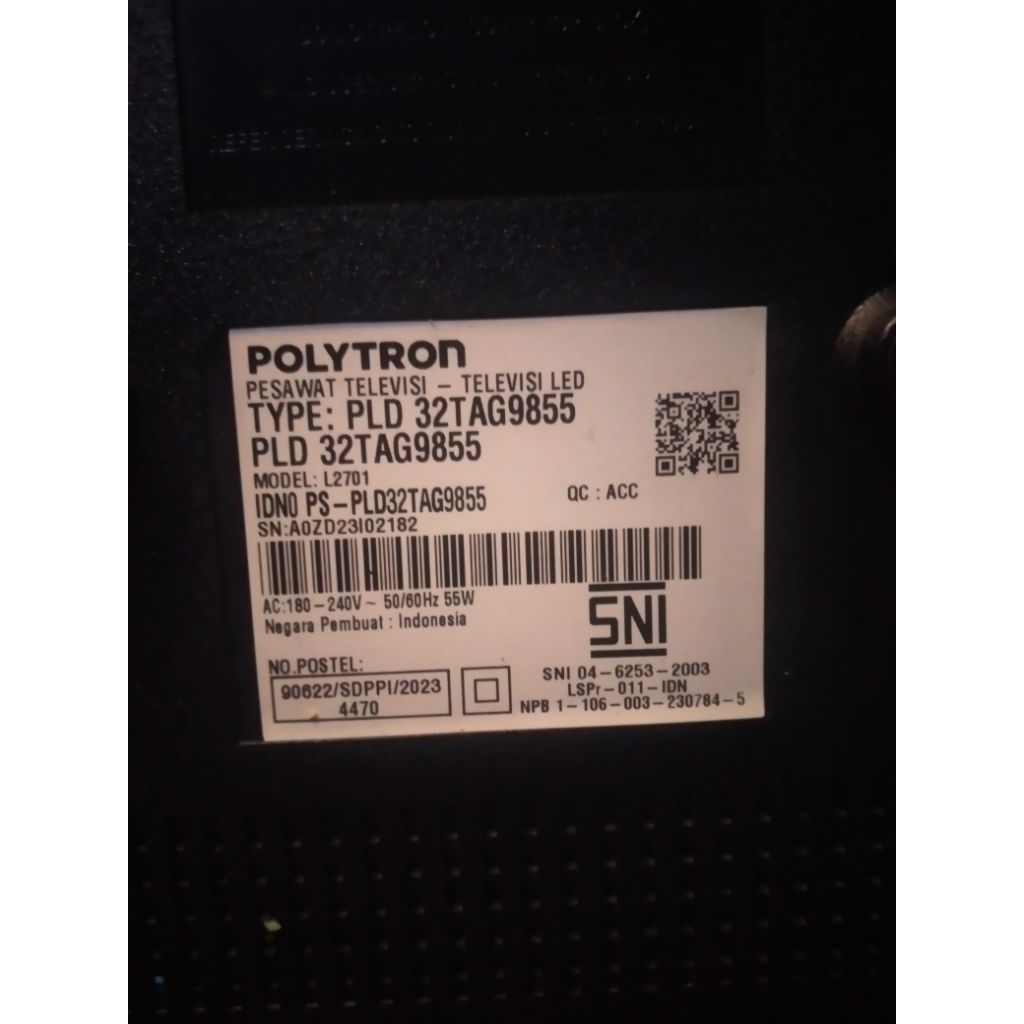 POLYTRON
PESAWAT TELEVISI - TELEVISI LED
TYPE: PLD 32TAG9855
PLD 32TAG9855
MODEL: L2701
IDNO PS-PLD32TAG9855
QC : ACC
SN:A0ZD23I02182
AC:180-240V~ 50/60Hz 55W
Negara Pembuat : Indonesia
SNI
NO.POSTEL:
90622/SDPPI/2023
4470
SNI 04-6253-2003
LSPr-011-IDN
NPB 1-106-003-230784-5